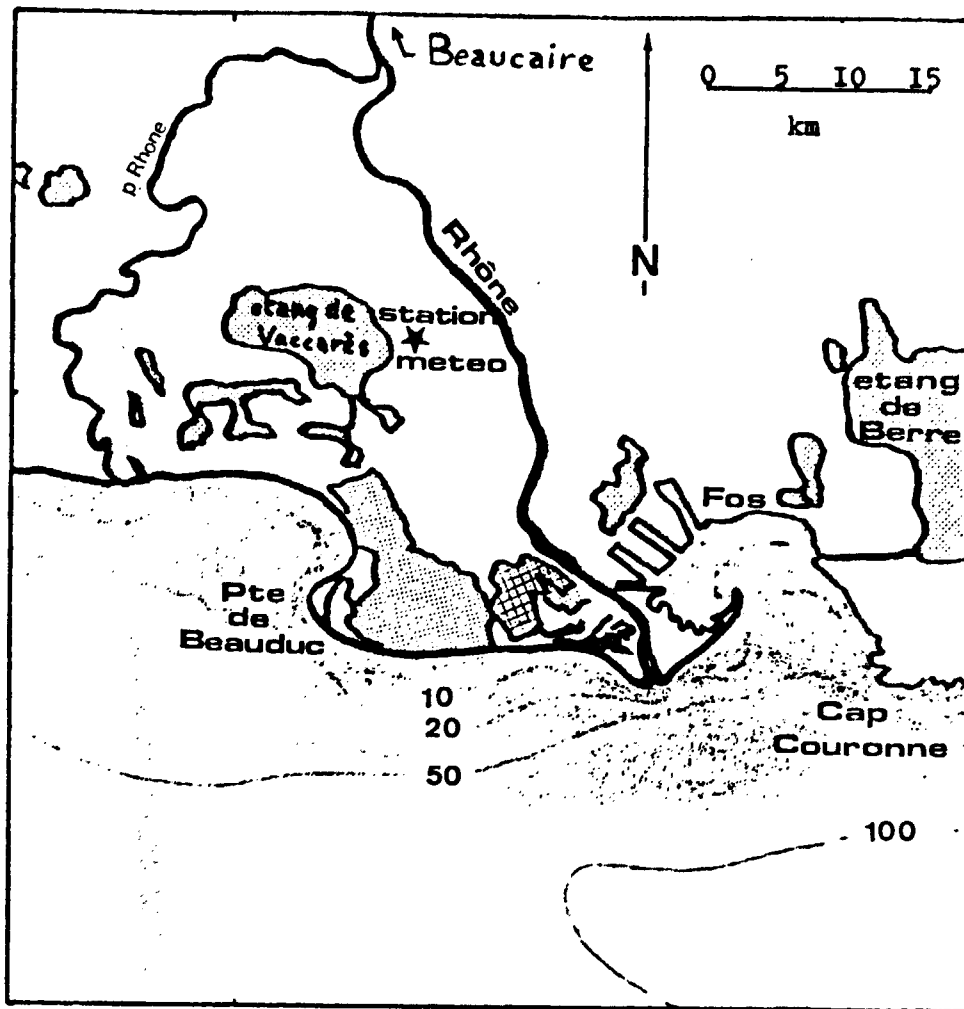 Beaucaire
0 5 10 15
km
p Rhone
Rhône
N
etang de
Vaccarès
station
meteo
etang
de
Berre
Fos
Pte
de
Beauduc
10
20
50
Cap
Couronne
100